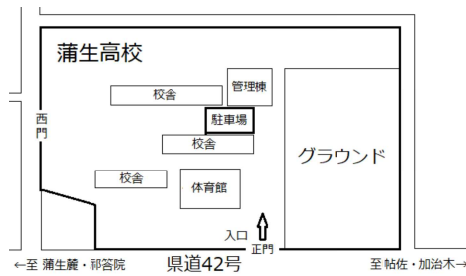 蒲生高校
管理棟
校舎
駐車場
西門
校舎
グラウンド
校舎
体育館
入口
正門
←至 蒲生麓・祁答院
県道42号
至 帖佐・加治木→